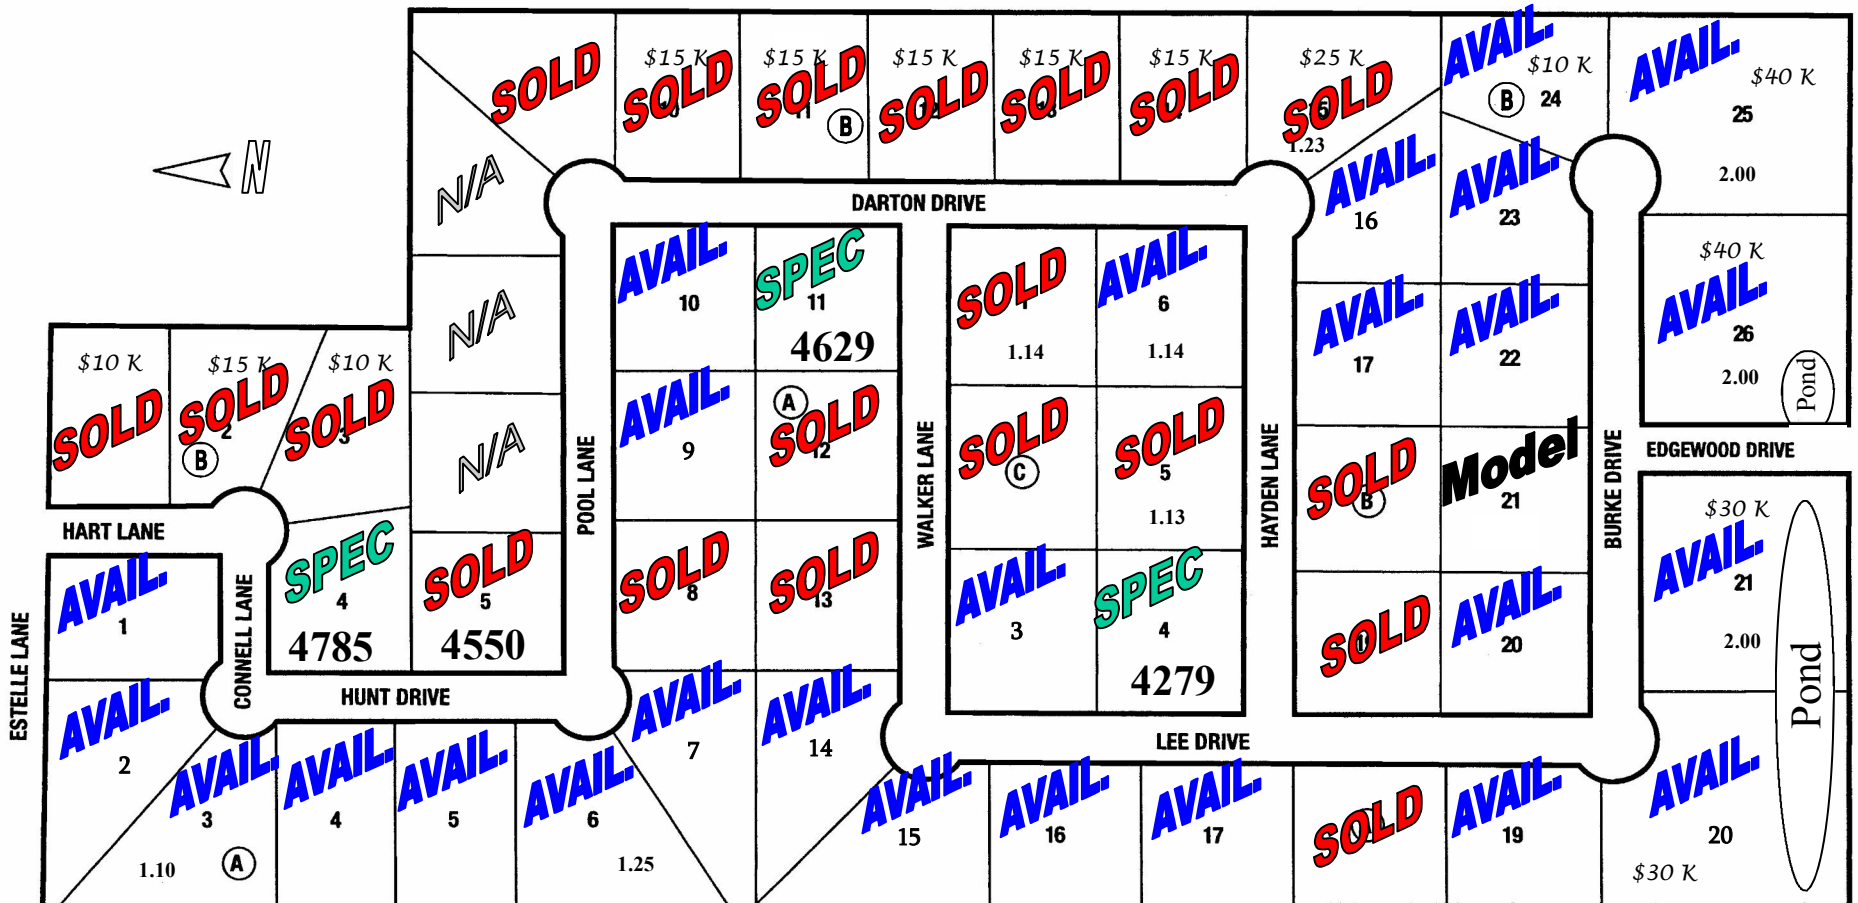 SOLD
$15 K
SOLD
10
$15 K
SOLD
11
B
$15 K
SOLD
12
$15 K
SOLD
13
$15 K
SOLD
$25 K
SOLD
15
1.23
AVAIL.
$10 K
B
24
AVAIL.
$40 K
25
2.00
N
N/A
DARTON DRIVE
AVAIL.
16
AVAIL.
23
AVAIL.
10
SPEC
11
4629
SOLD
1.14
AVAIL.
6
1.14
$40 K
AVAIL.
26
2.00
Pond
N/A
AVAIL.
17
AVAIL.
22
$10 K
SOLD
$15 K
SOLD
2
B
$10 K
SOLD
3
N/A
POOL LANE
AVAIL.
9
A
SOLD
12
WALKER LANE
SOLD
C
SOLD
5
1.13
HAYDEN LANE
SOLD
B
Model
21
BURKE DRIVE
EDGEWOOD DRIVE
HART LANE
SPEC
4
4785
SOLD
5
4550
SOLD
8
SOLD
13
AVAIL.
3
SPEC
4
4279
SOLD
AVAIL.
20
$30 K
AVAIL.
21
2.00
Pond
ESTELLE LANE
AVAIL.
1
CONNELL LANE
HUNT DRIVE
AVAIL.
2
AVAIL.
3
1.10
A
AVAIL.
4
AVAIL.
5
AVAIL.
6
1.25
AVAIL.
7
AVAIL.
14
LEE DRIVE
AVAIL.
15
AVAIL.
16
AVAIL.
17
SOLD
AVAIL.
19
AVAIL.
20
$30 K